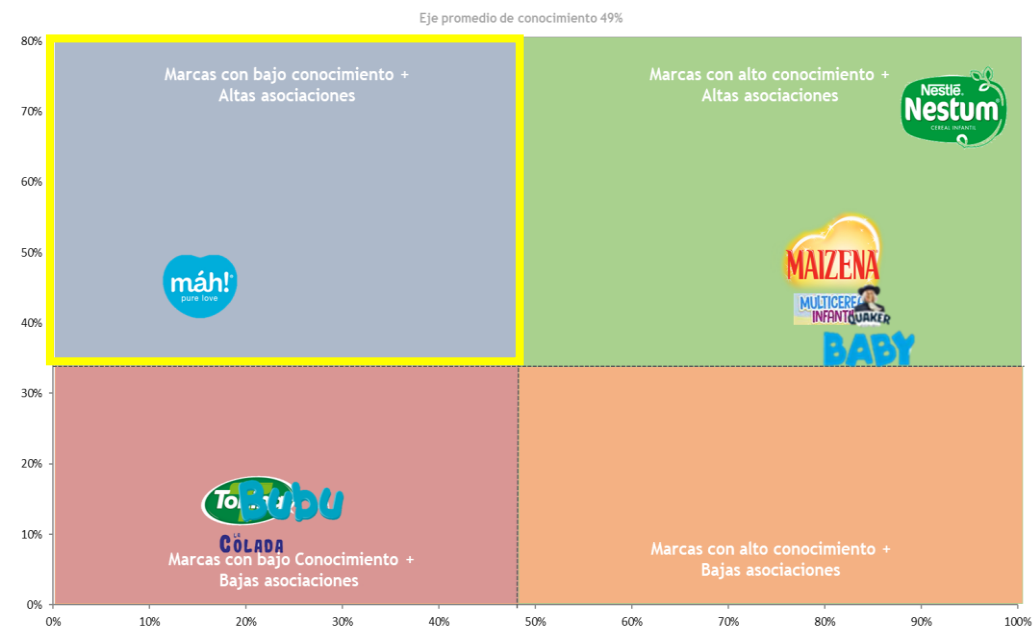 Eje promedio de conocimiento 49%
80%
Marcas con bajo conocimiento +
Altas asociaciones
Marcas con alto conocimiento +
Altas asociaciones
Nestlé.
Nestum
CEREAL INFANTIL
70%
60%
50%
MAIZENA
máh!
pure love
MULTICERE
INFANTI
QUAKER
40%
BABY
30%
20%
To
Bubu
LA
COLADA
10%
Marcas con bajo Conocimiento +
Bajas asociaciones
Marcas con alto conocimiento +
Bajas asociaciones
0%
0% 10% 20% 30% 40% 50% 60% 70% 80% 90% 100%